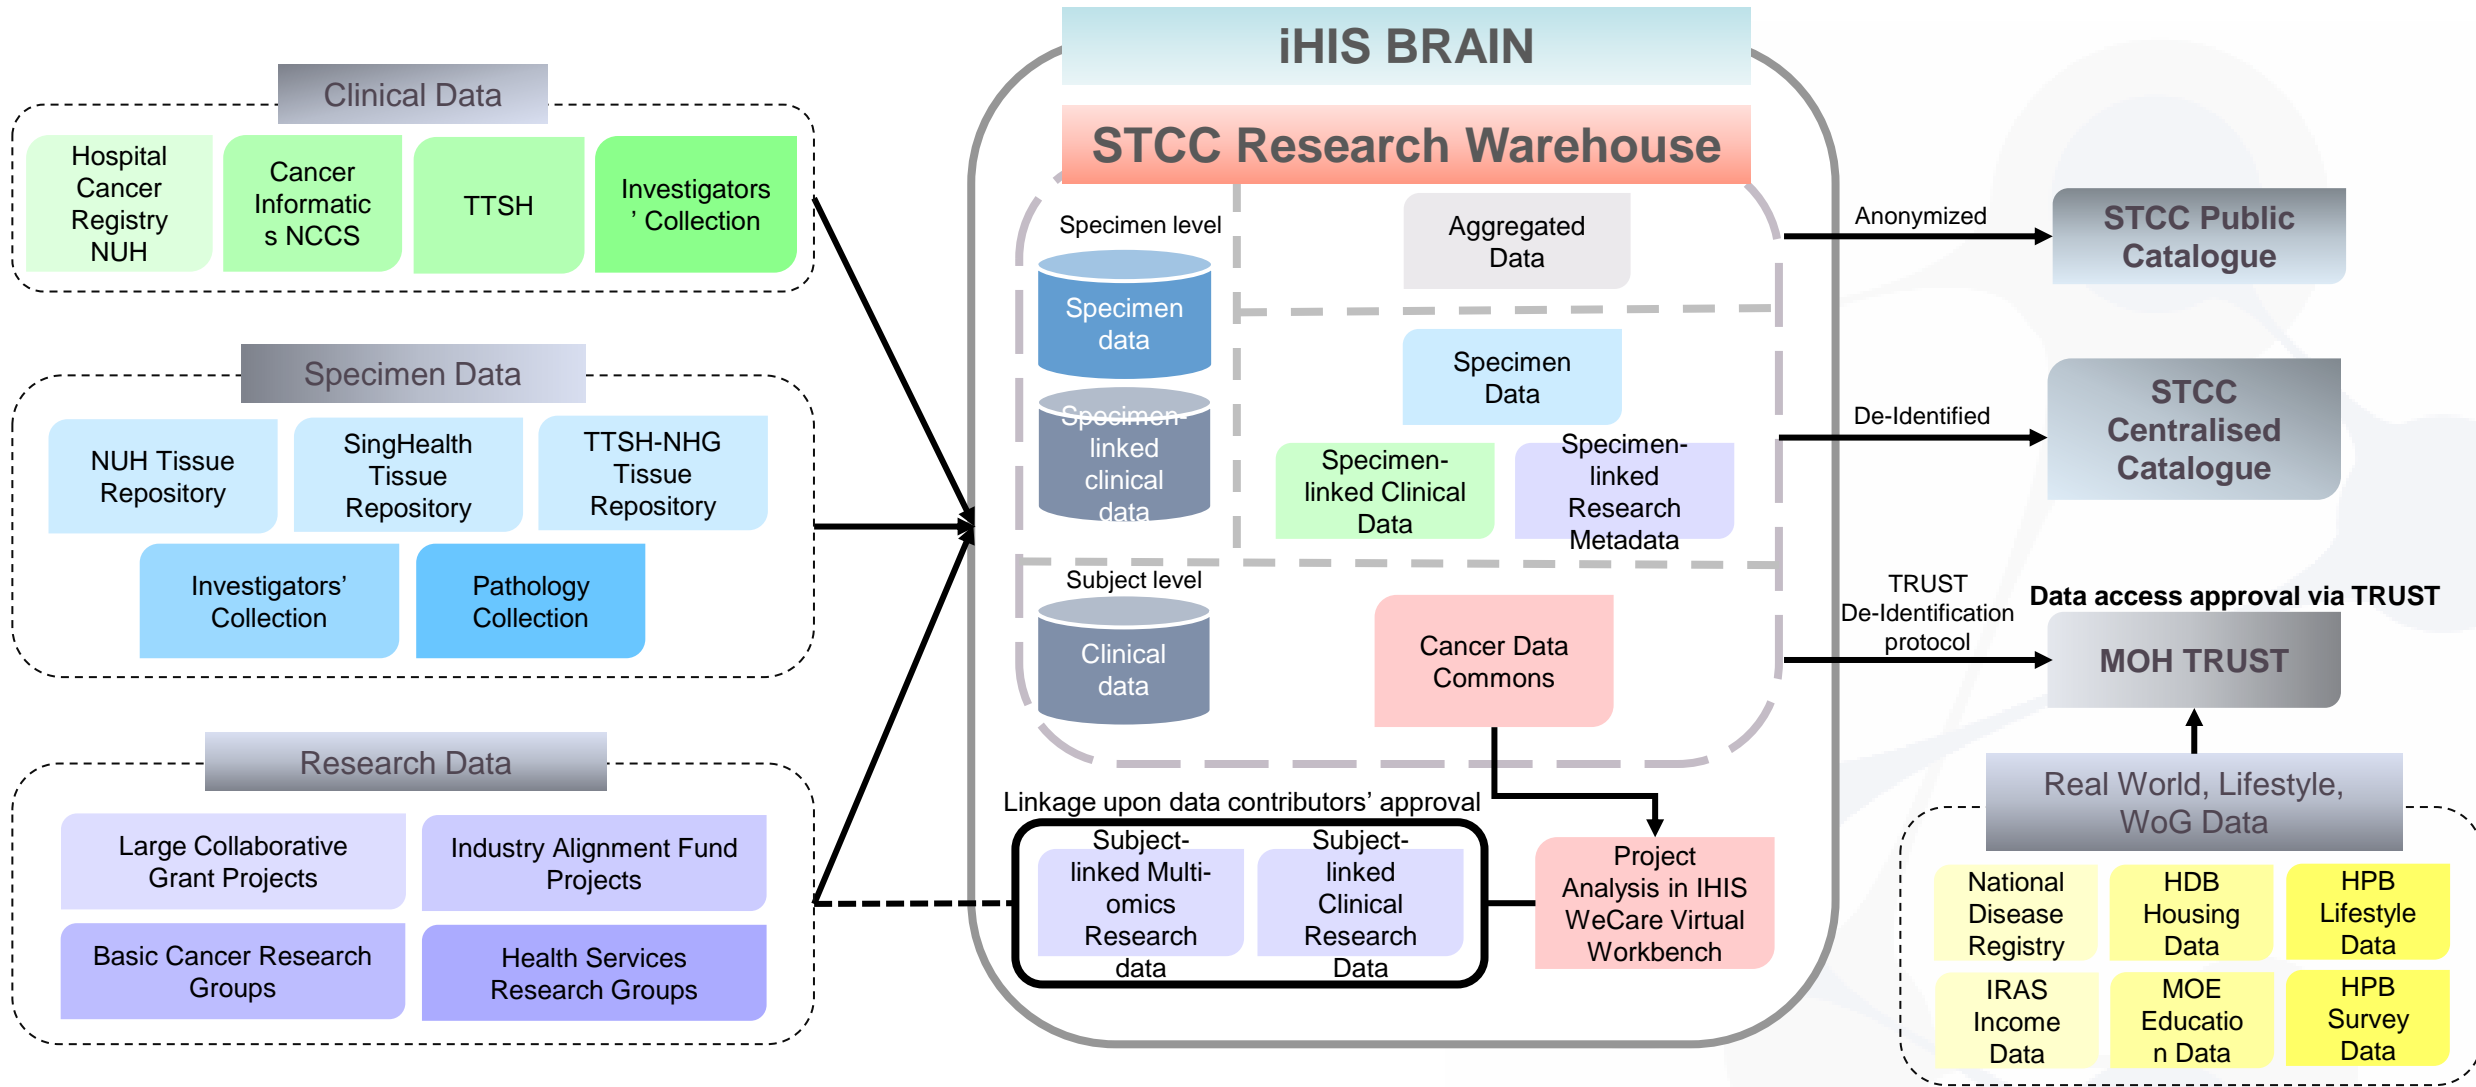 iHIS BRAIN
STCC Research Warehouse
Clinical Data
Hospital
Cancer
Registry
NUH
Cancer
Informatic
s NCCS
TTSH
Investigators
’ Collection
Specimen Data
NUH Tissue
Repository
SingHealth
Tissue
Repository
TTSH-NHG
Tissue
Repository
Investigators’
Collection
Pathology
Collection
Research Data
Large Collaborative
Grant Projects
Industry Alignment Fund
Projects
Basic Cancer Research
Groups
Health Services
Research Groups
Specimen level
Specimen
data
Specimen-
linked
clinical
data
Aggregated
Data
Specimen
Data
Specimen-
linked Clinical
Data
Specimen-
linked
Research
Metadata
Subject level
Clinical
data
Cancer Data
Commons
Linkage upon data contributors’ approval
Subject-
linked Multi-
omics
Research
data
Subject-
linked
Clinical
Research
Data
Project
Analysis in IHIS
WeCare Virtual
Workbench
Anonymized
STCC Public
Catalogue
De-Identified
STCC
Centralised
Catalogue
TRUST
De-Identification
protocol
Data access approval via TRUST
MOH TRUST
Real World, Lifestyle,
WoG Data
National
Disease
Registry
HDB
Housing
Data
HPB
Lifestyle
Data
IRAS
Income
Data
MOE
Educatio
n Data
HPB
Survey
Data